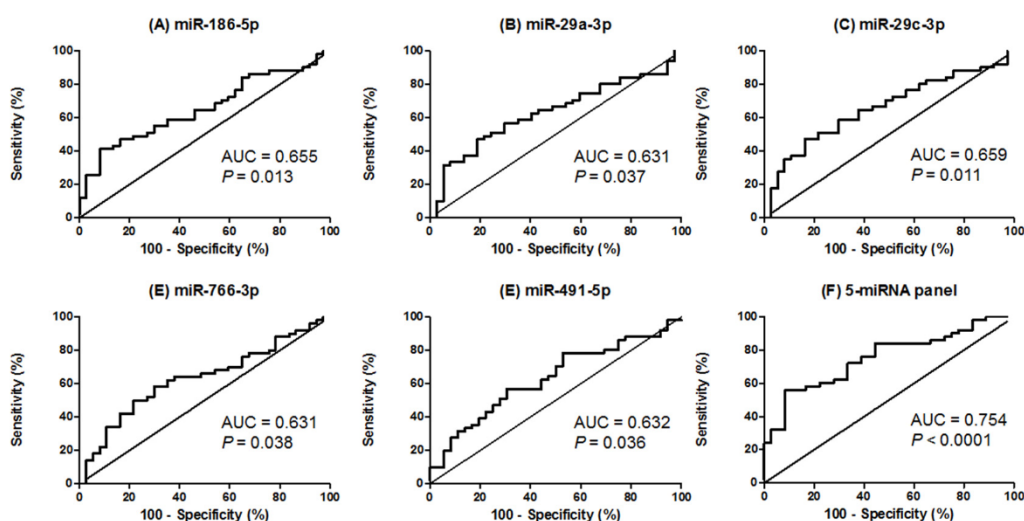 (A) miR-186-5p
Sensitivity (%)
100
80
60
40
20
0
AUC = 0.655
P = 0.013
0 20 40 60 80 100
100 - Specificity (%)
(B) miR-29a-3p
Sensitivity (%)
100
80
60
40
20
0
AUC = 0.631
P = 0.037
0 20 40 60 80 100
100 - Specificity (%)
(C) miR-29c-3p
Sensitivity (%)
100
80
60
40
20
0
AUC = 0.659
P = 0.011
0 20 40 60 80 100
100 - Specificity (%)
(E) miR-766-3p
Sensitivity (%)
100
80
60
40
20
0
AUC = 0.631
P = 0.038
0 20 40 60 80 100
100 - Specificity (%)
(E) miR-491-5p
Sensitivity (%)
100
80
60
40
20
0
AUC = 0.632
P = 0.036
0 20 40 60 80 100
100 - Specificity (%)
(F) 5-miRNA panel
Sensitivity (%)
100
80
60
40
20
0
AUC = 0.754
P < 0.0001
0 20 40 60 80 100
100 - Specificity (%)